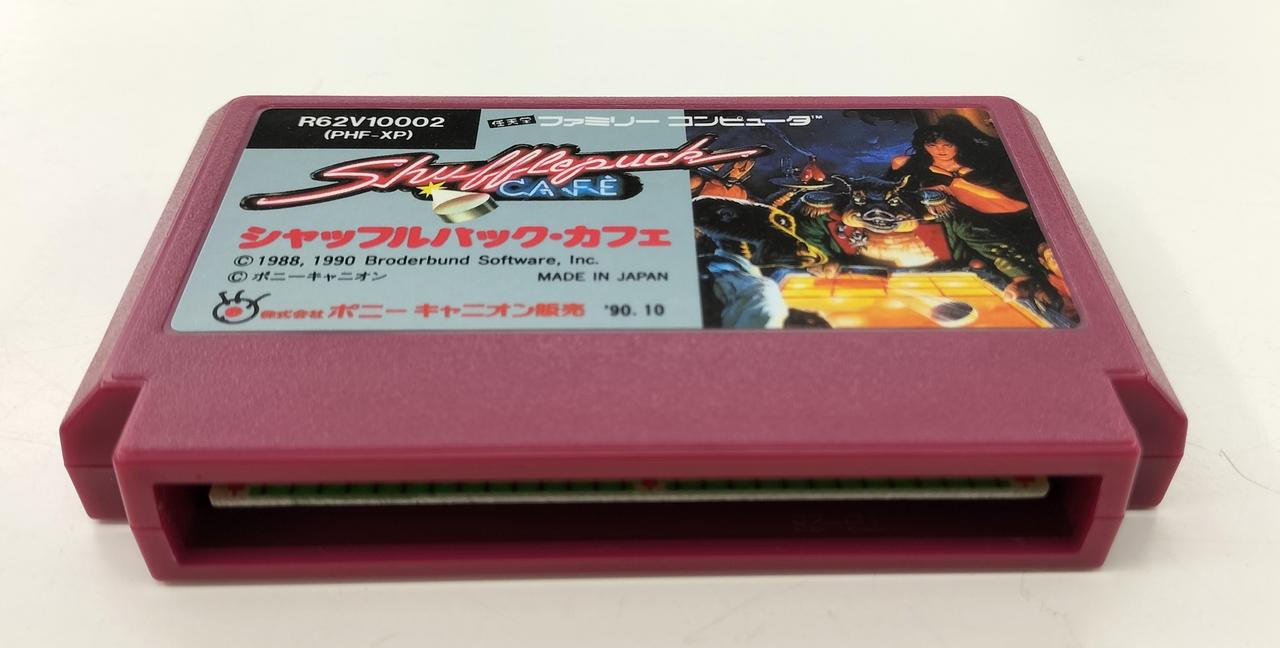 R62V10002
(PHF-XP)
任天堂 ファミリー コンピュータ™
Shufflepuck
CAFÉ
シャッフルパック・カフェ
©1988, 1990 Broderbund Software, Inc.
©ポニーキャニオン MADE IN JAPAN
株式会社 ポニー キャニオン販売 '90.10